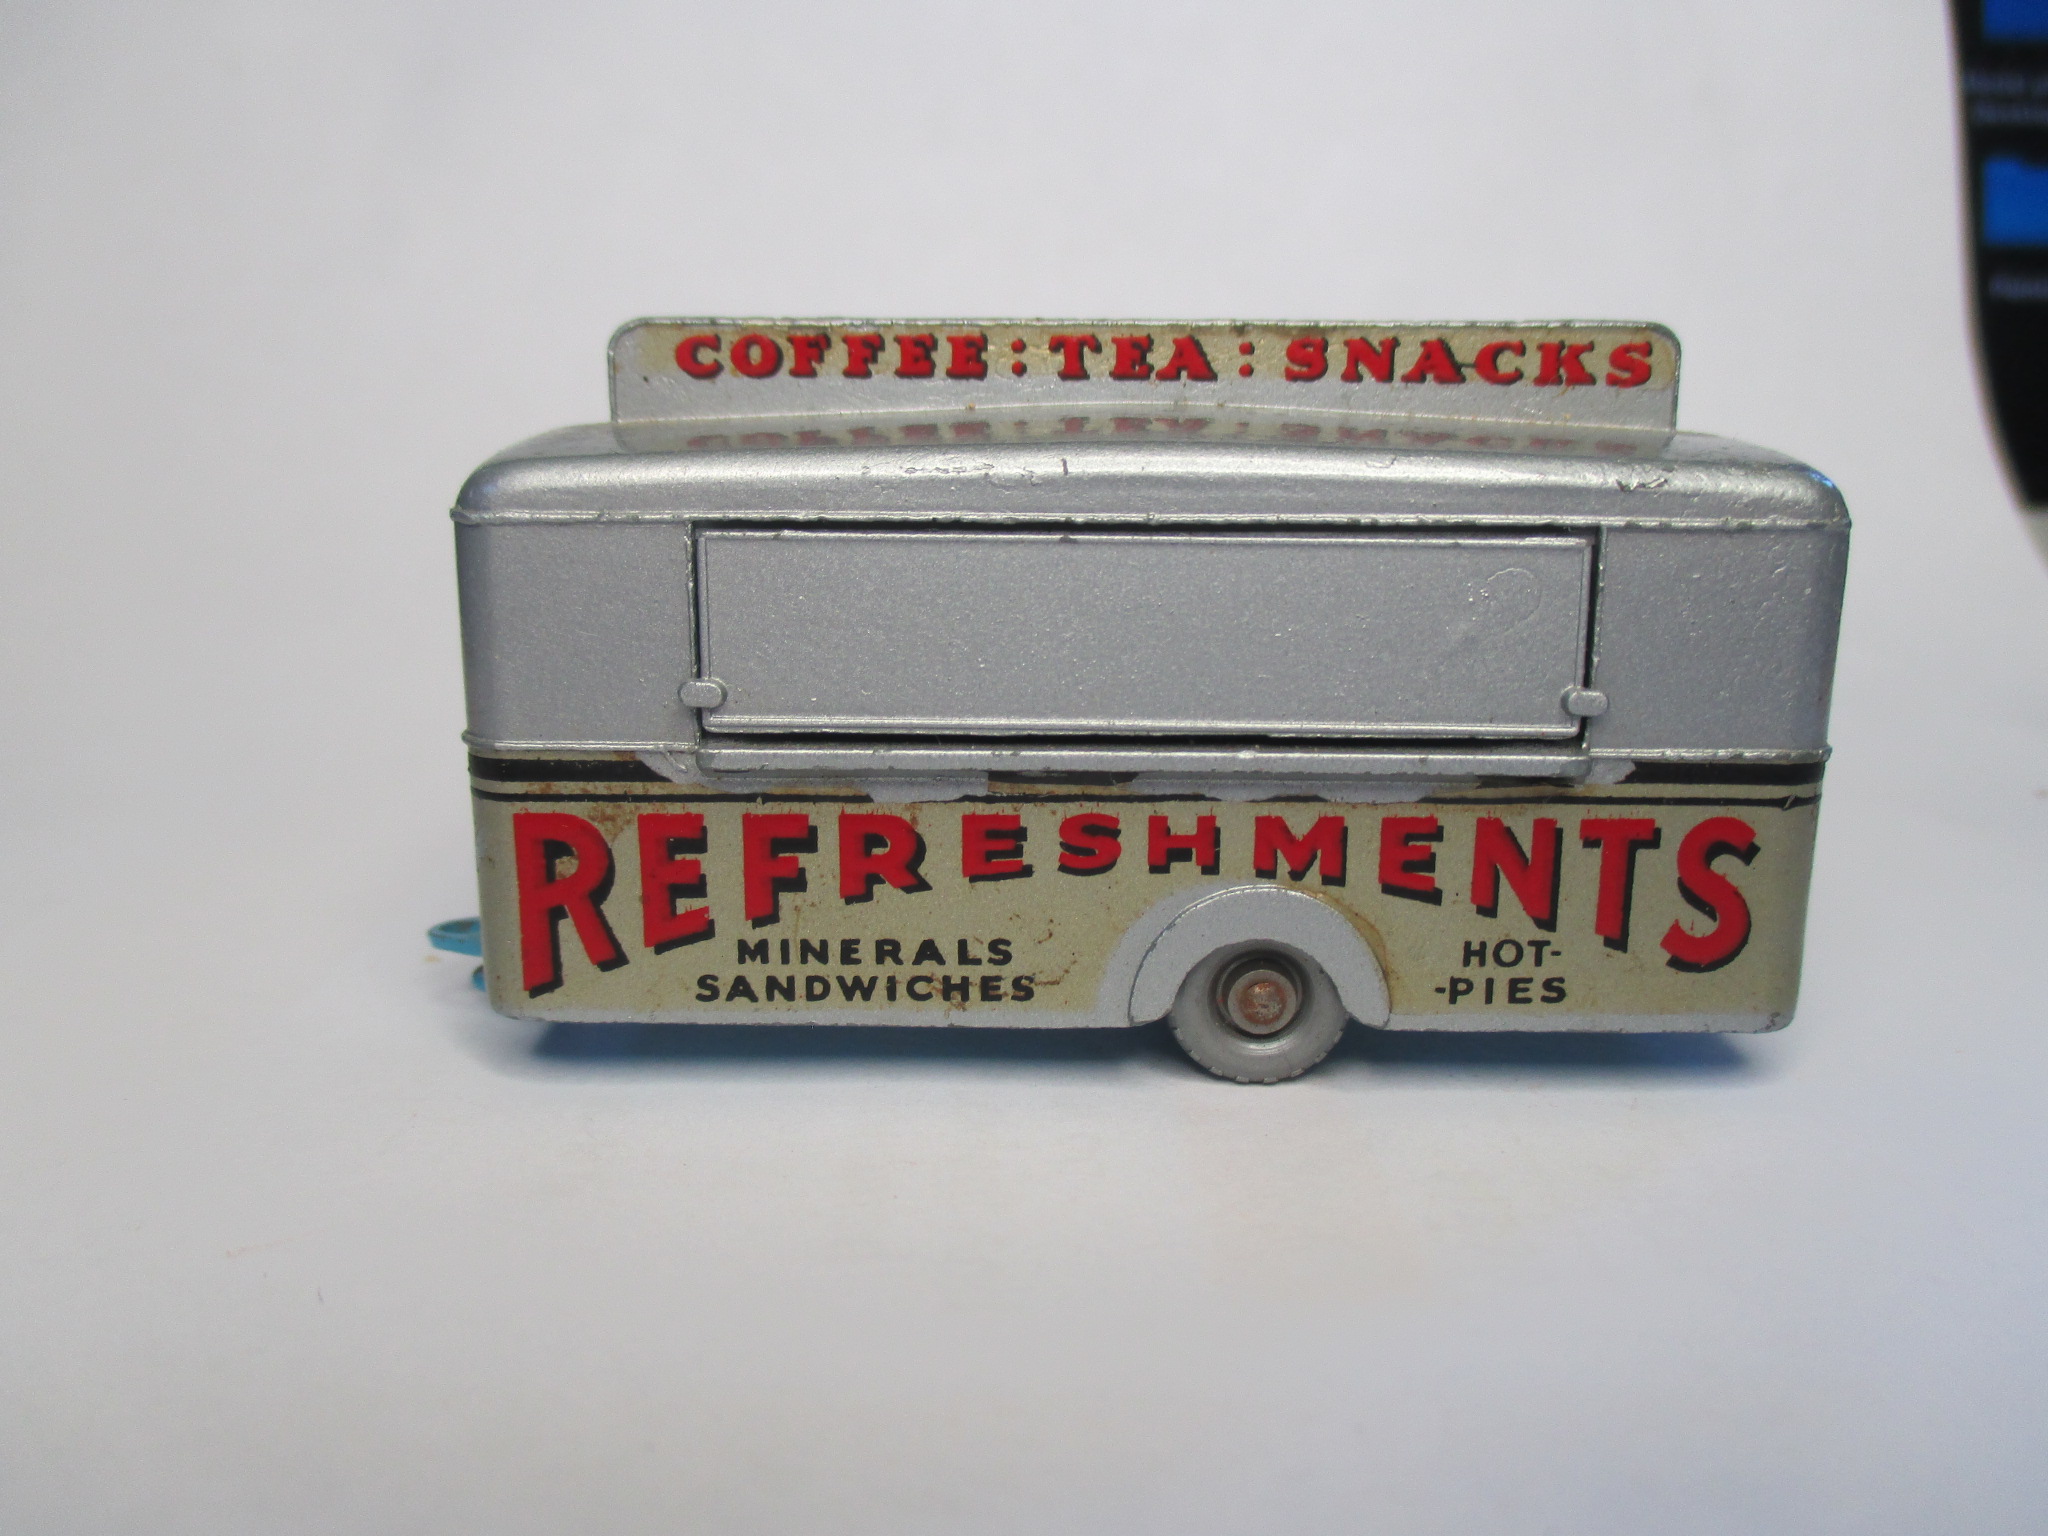 COFFEE : TEA : SNACKS
REFRESHMENTS
MINERALS
SANDWICHES
HOT-
-PIES